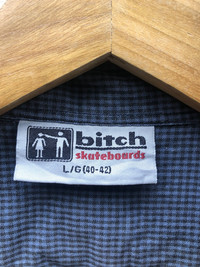 bitch
skateboards
L/G (40-42)